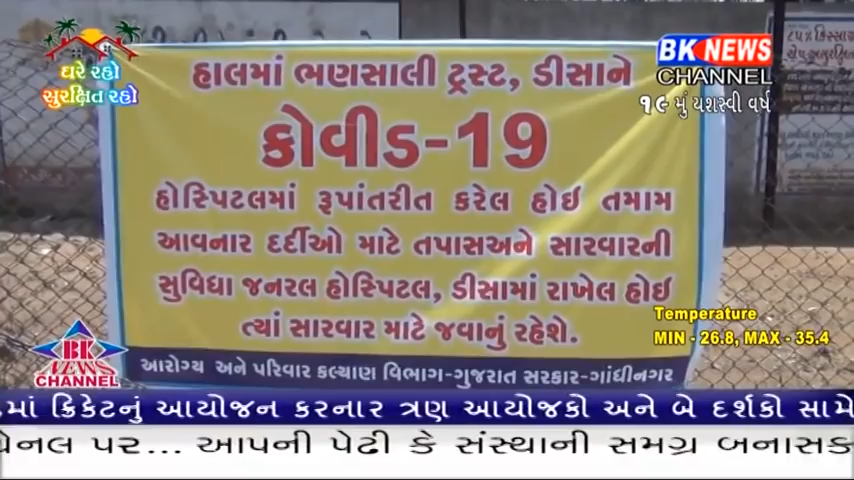 ઘરે રહો
સુરક્ષિત રહો
BK NEWS
CHANNEL
૧૯ મું યશસ્વી વર્ષ
હાલમાં ભણસાલી ટ્રસ્ટ, ડીસાને
કોવીડ-19
હોસ્પિટલમાં રૂપાંતરીત કરેલ હોઈ તમામ
આવનાર દર્દીઓ માટે તપાસઅને સારવારની
સુવિધા જનરલ હોસ્પિટલ, ડીસામાં રાખેલ હોઈ
ત્યાં સારવાર માટે જવાનું રહેશે.
આરોગ્ય અને પરિવાર કલ્યાણ વિભાગ-ગુજરાત સરકાર-ગાંધીનગર
Temperature
MIN - 26.8, MAX - 35.4
BK
NEWS
CHANNEL
માં ક્રિકેટનું આયોજન કરનાર ત્રણ આયોજકો અને બે દર્શકો સામે
પર... આપની પેઢી કે સંસ્થાની સમગ્ર